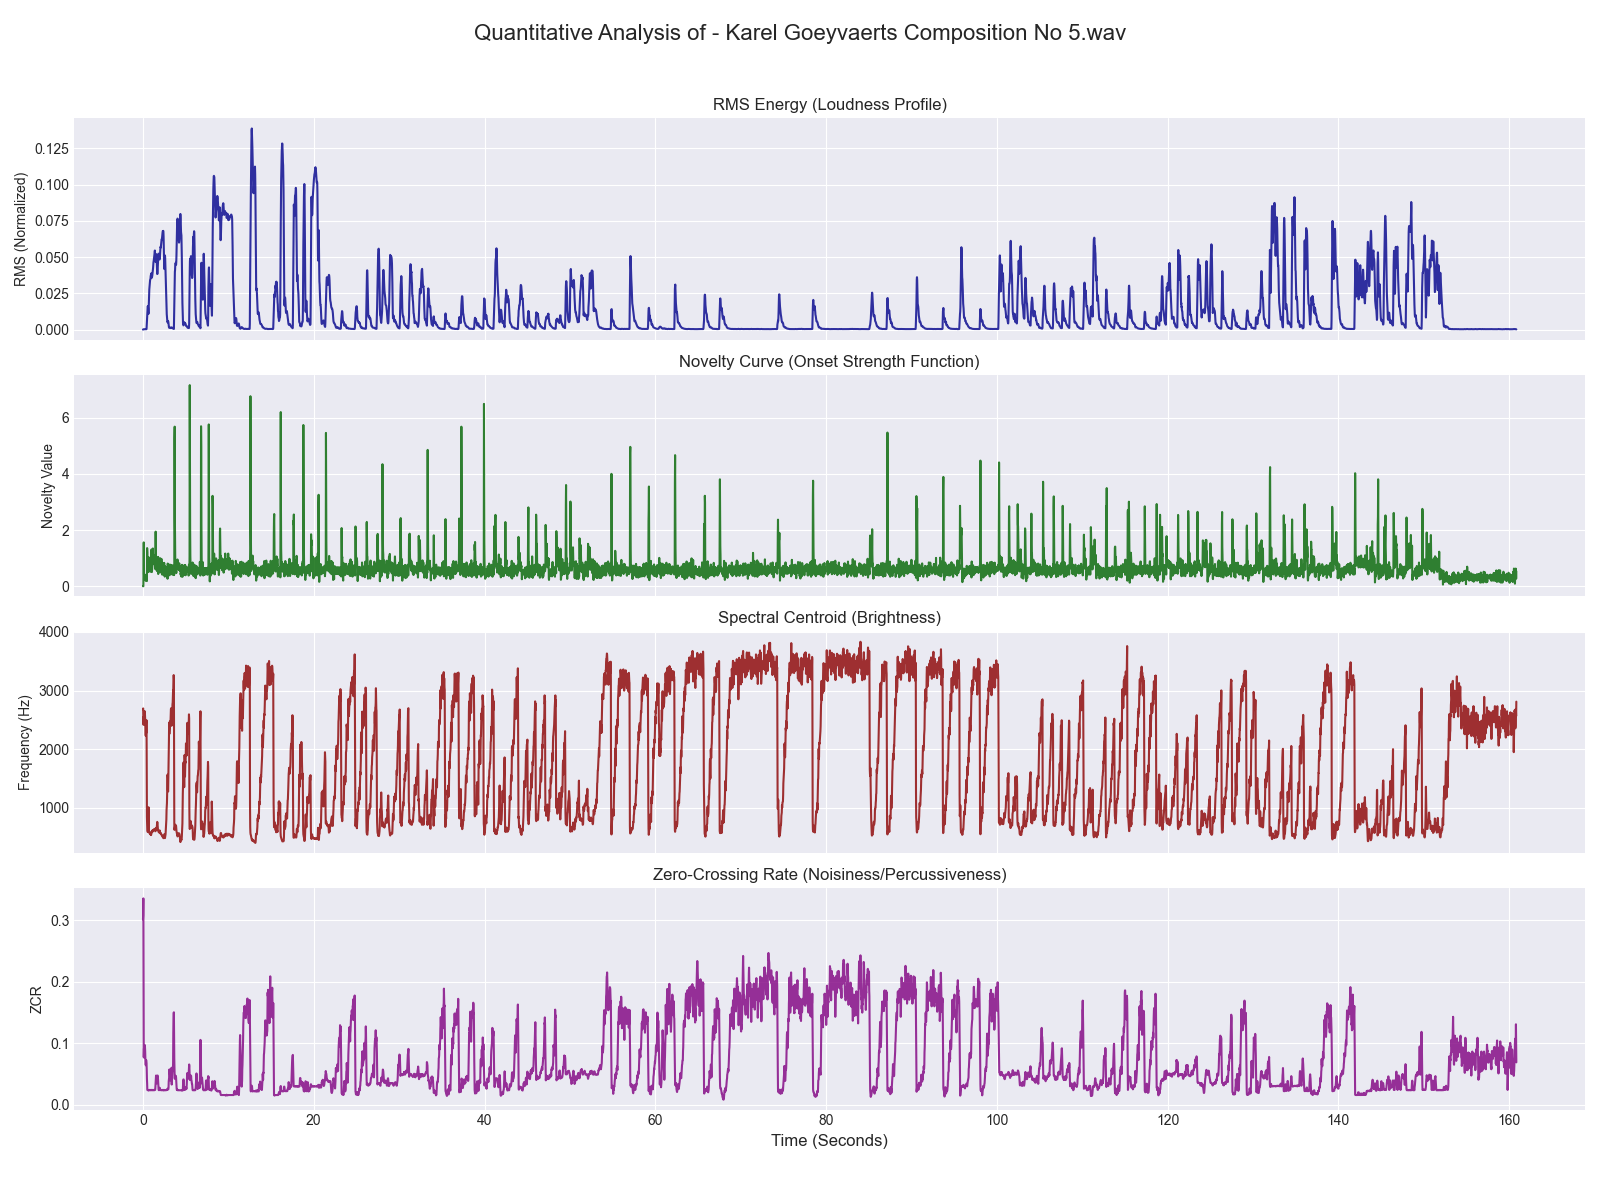 Quantitative Analysis of - Karel Goeyvaerts Composition No 5.wav
RMS Energy (Loudness Profile)
RMS (Normalized)
0.125
0.100
0.075
0.050
0.025
0.000
Novelty Curve (Onset Strength Function)
Novelty Value
6
4
2
0
Spectral Centroid (Brightness)
Frequency (Hz)
4000
3000
2000
1000
Zero-Crossing Rate (Noisiness/Percussiveness)
ZCR
0.3
0.2
0.1
0.0
0 20 40 60 80 100 120 140 160
Time (Seconds)